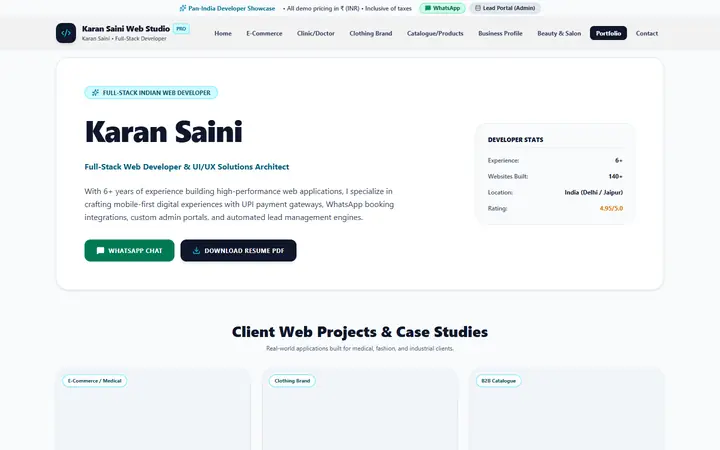 Pan-India Developer Showcase • All demo pricing in ₹ (INR) • Inclusive of taxes WhatsApp Lead Portal (Admin)
Karan Saini Web Studio PRO
Karan Saini • Full-Stack Developer
Home E-Commerce Clinic/Doctor Clothing Brand Catalogue/Products Business Profile Beauty & Salon Portfolio Contact
FULL-STACK INDIAN WEB DEVELOPER
Karan Saini
Full-Stack Web Developer & UI/UX Solutions Architect
With 6+ years of experience building high-performance web applications, I specialize in
crafting mobile-first digital experiences with UPI payment gateways, WhatsApp booking
integrations, custom admin portals, and automated lead management engines.
WHATSAPP CHAT DOWNLOAD RESUME PDF
DEVELOPER STATS
Experience: 6+
Websites Built: 140+
Location: India (Delhi / Jaipur)
Rating: 4.95/5.0
Client Web Projects & Case Studies
Real-world applications built for medical, fashion, and industrial clients.
E-Commerce / Medical Clothing Brand B2B Catalogue